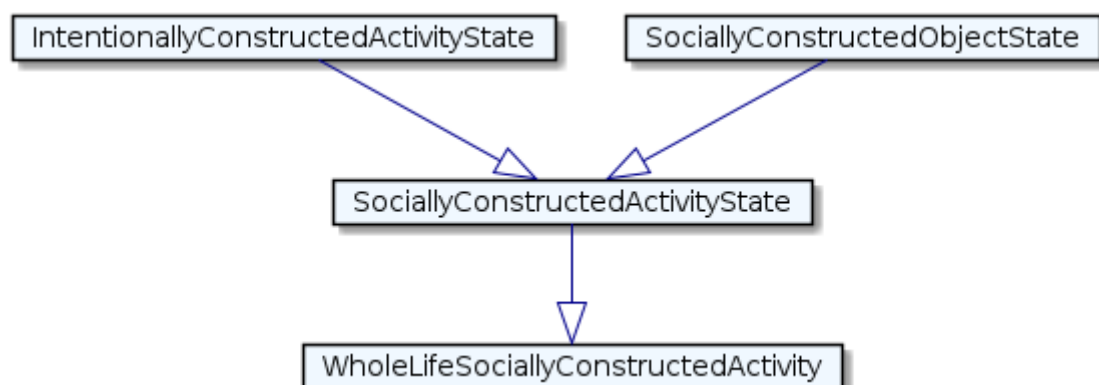 IntentionallyConstructedActivityState
SociallyConstructedObjectState
SociallyConstructedActivityState
WholeLifeSociallyConstructedActivity